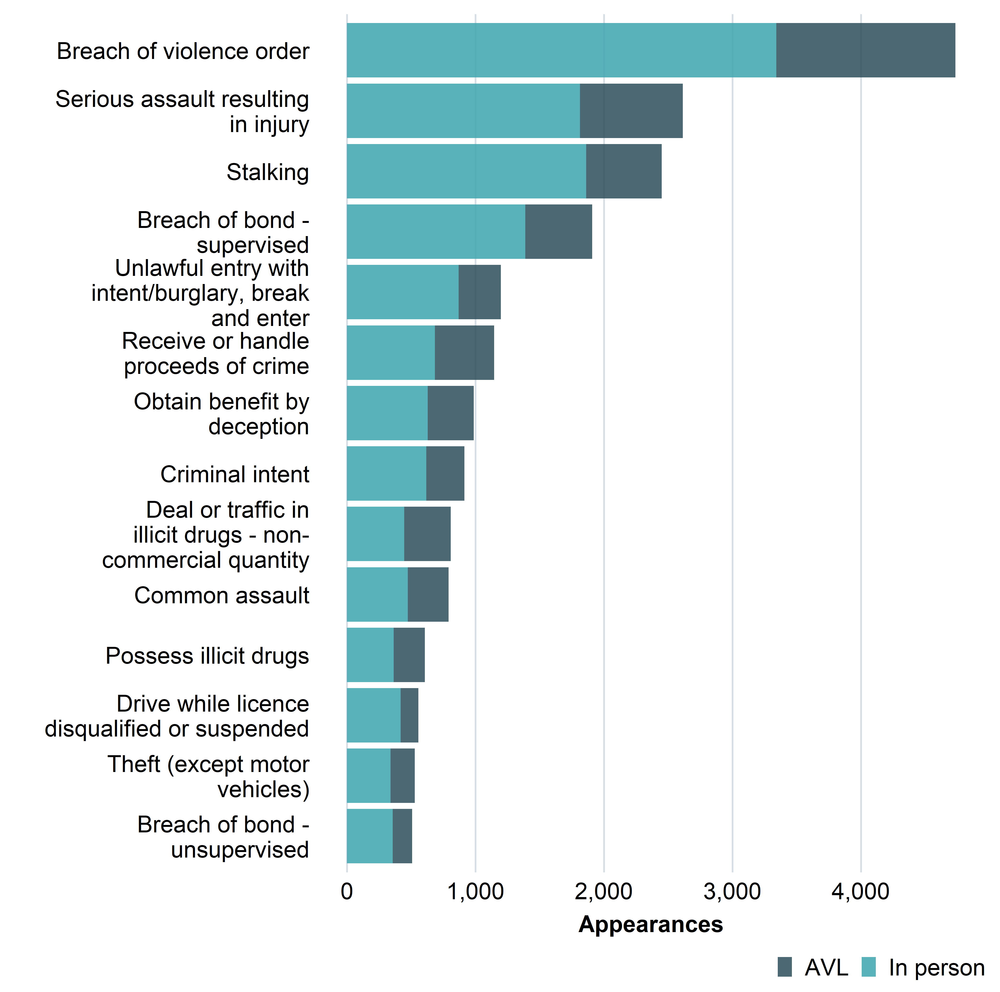 Breach of violence order
Serious assault resulting
in injury
Stalking
Breach of bond -
supervised
Unlawful entry with
intent/burglary, break
and enter
Receive or handle
proceeds of crime
Obtain benefit by
deception
Criminal intent
Deal or traffic in
illicit drugs - non-
commercial quantity
Common assault
Possess illicit drugs
Drive while licence
disqualified or suspended
Theft (except motor
vehicles)
Breach of bond -
unsupervised
0 1,000 2,000 3,000 4,000
Appearances
AVL In person